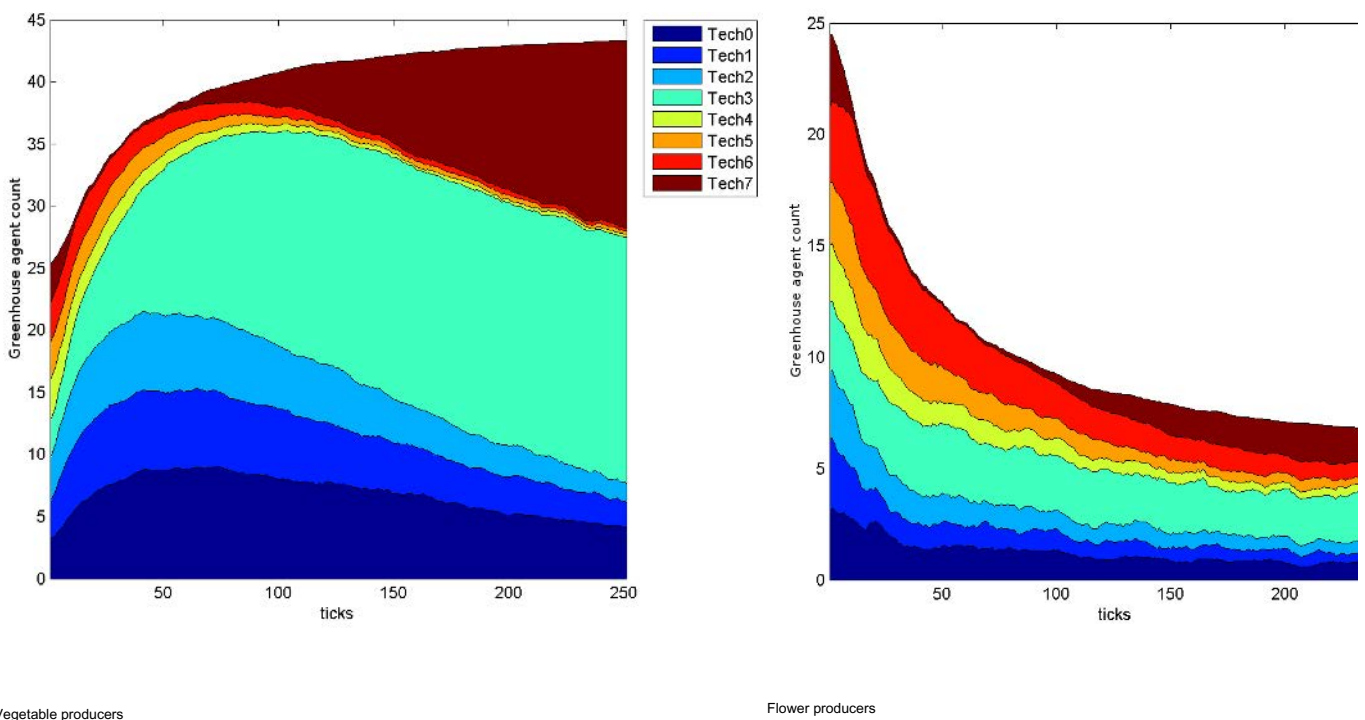 45
40
35
30
25
20
15
10
5
0
Greenhouse agent count
50 100 150 200 250
ticks
Tech0
Tech1
Tech2
Tech3
Tech4
Tech5
Tech6
Tech7
25
20
15
10
5
0
Greenhouse agent count
50 100 150 200
ticks
Vegetable producers
Flower producers